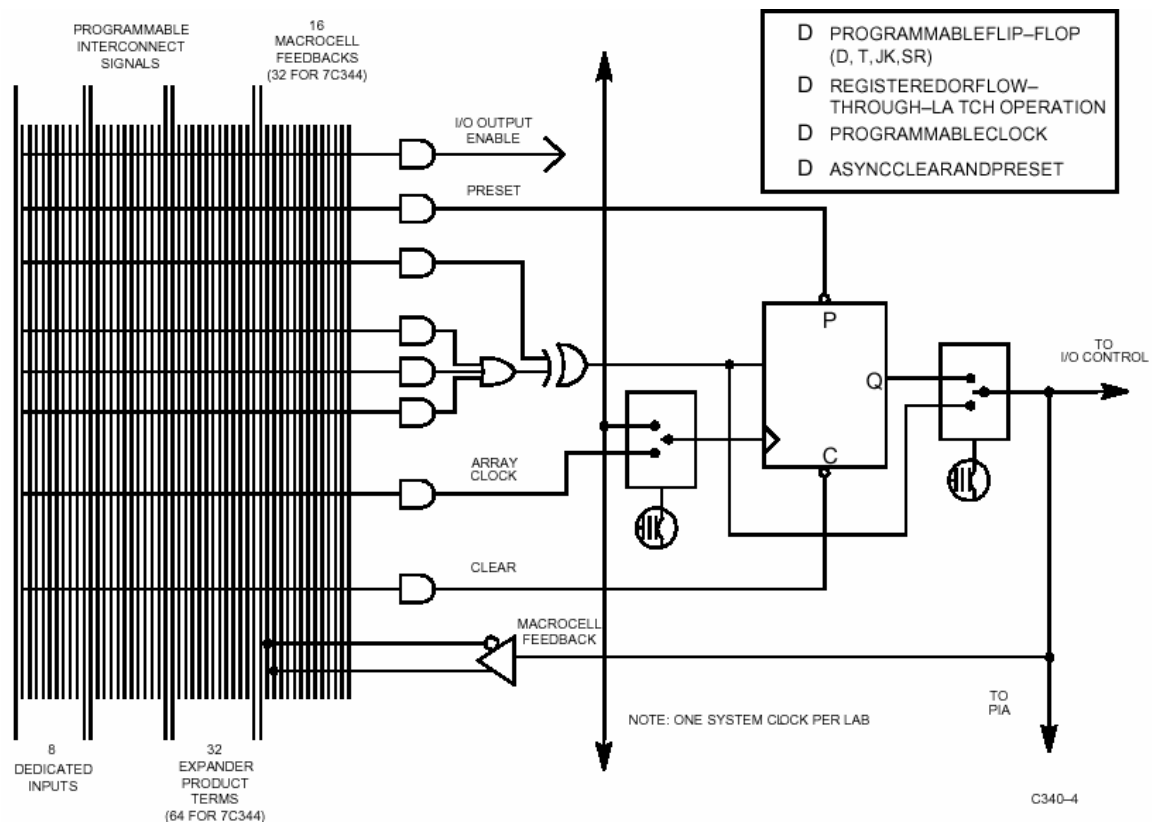 PROGRAMMABLE
INTERCONNECT
SIGNALS
16
MACROCELL
FEEDBACKS
(32 FOR 7C344)
D PROGRAMMABLEFLIP–FLOP
(D, T,JK,SR)
D REGISTEREDORFLOW–
THROUGH–LA TCH OPERATION
D PROGRAMMABLECLOCK
D ASYNCCLEARANDPRESET
I/O OUTPUT
ENABLE
PRESET
P
Q
C
TO
I/O CONTROL
ARRAY
CLOCK
CLEAR
MACROCELL
FEEDBACK
NOTE: ONE SYSTEM CLOCK PER LAB
TO
PIA
8
DEDICATED
INPUTS
32
EXPANDER
PRODUCT
TERMS
(64 FOR 7C344)
C340–4